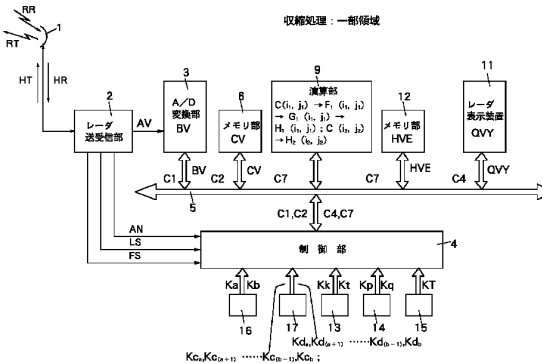 収縮処理：一部領域
RR
1
RT
HT
HR
2
レーダ
送受信部
AV
3
A/D
変換部
BV
6
メモリ部
CV
9
演算部
C(i₁, j₁) → F₁ (i₁, j₁)
→ G₁ (i₁, j₁) →
H₁ (i₁, j₁) ; C (i₂, j₂)
→H₂ (i₂, j₂)
12
メモリ部
HVE
11
レーダ
表示装置
QVY
C1
BV
C2
CV
C7
C7
HVE
C4
QVY
5
C1,C2
C4,C7
AN
LS
FS
制御部
4
Ka
Kb
Kk
Kt
Kp
Kq
KT
16
17
13
14
15
Kdₐ,Kd₍ₐ₊₁₎ ……Kd₍b₋₁₎,Kdb
Kcₐ,Kc₍ₐ₊₁₎ ……Kc₍b₋₁₎,Kcb ;